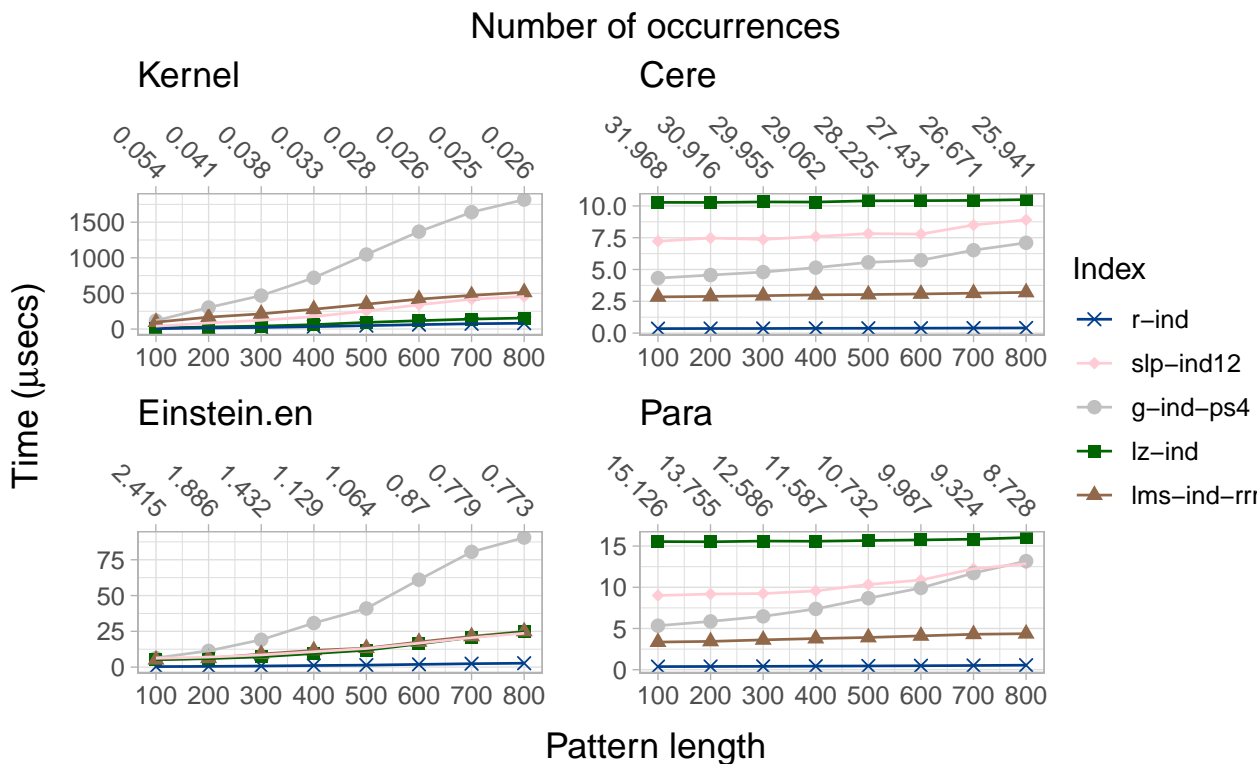 Number of occurrences
Kernel
0.054 0.041 0.038 0.033 0.028 0.026 0.025 0.026
1500
1000
500
0
100 200 300 400 500 600 700 800
Cere
31.968 30.916 29.955 29.062 28.225 27.431 26.671 25.941
10.0
7.5
5.0
2.5
0.0
100 200 300 400 500 600 700 800
Time (μsecs)
Einstein.en
2.415 1.886 1.432 1.129 1.064 0.87 0.779 0.773
75
50
25
0
100 200 300 400 500 600 700 800
Para
15.126 13.755 12.586 11.587 10.732 9.987 9.324 8.728
15
10
5
0
100 200 300 400 500 600 700 800
Pattern length
Index
r−ind
slp−ind12
g−ind−ps4
lz−ind
lms−ind−rrr